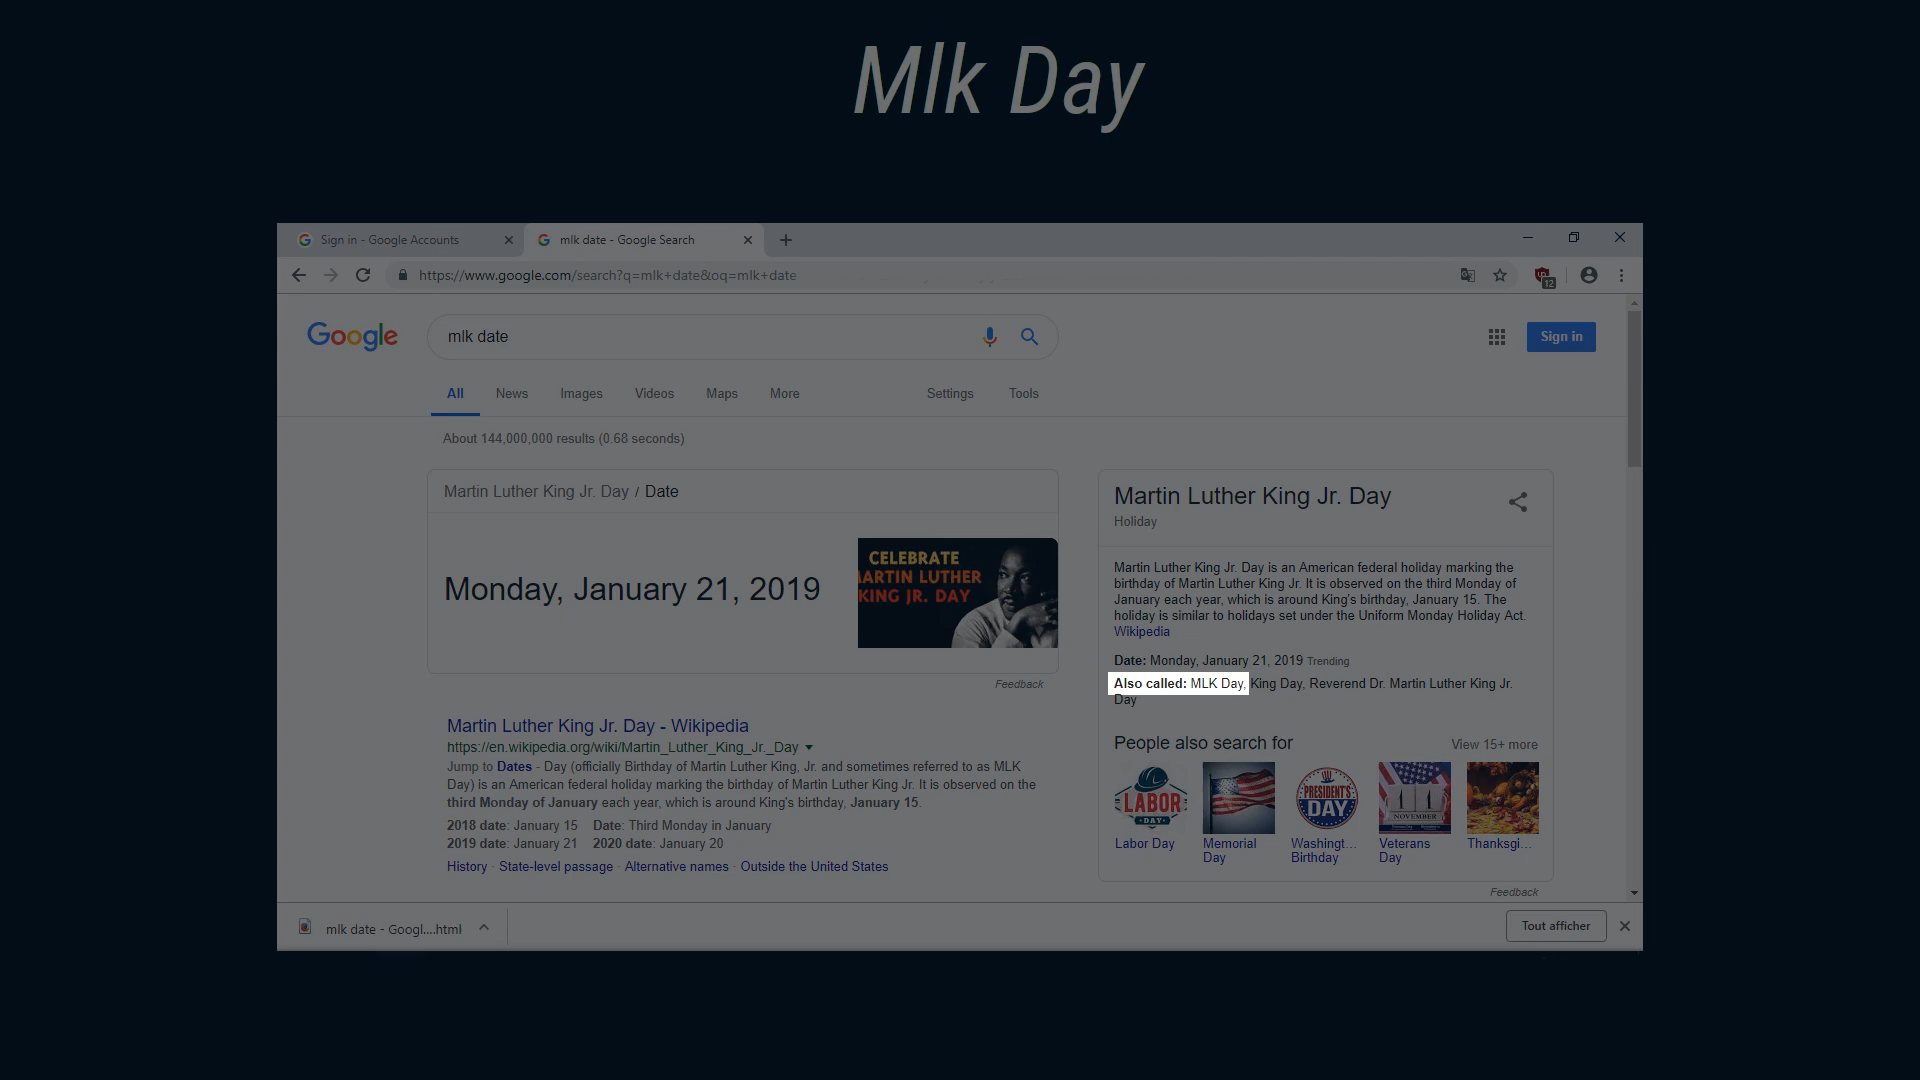 Mlk Day
Sign in - Google Accounts
mlk date - Google Search
https://www.google.com/search?q=mlk+date&oq=mlk+date
12
Google
mlk date
Sign in
All News Images Videos Maps More Settings Tools
About 144,000,000 results (0.68 seconds)
Martin Luther King Jr. Day / Date
Monday, January 21, 2019
CELEBRATE
MARTIN LUTHER
KING JR. DAY
Feedback
Martin Luther King Jr. Day - Wikipedia
https://en.wikipedia.org/wiki/Martin_Luther_King_Jr._Day
Jump to Dates - Day (officially Birthday of Martin Luther King, Jr. and sometimes referred to as MLK
Day) is an American federal holiday marking the birthday of Martin Luther King Jr. It is observed on the
third Monday of January each year, which is around King's birthday, January 15.
2018 date: January 15 Date: Third Monday in January
2019 date: January 21 2020 date: January 20
History · State-level passage · Alternative names · Outside the United States
Martin Luther King Jr. Day
Holiday
Martin Luther King Jr. Day is an American federal holiday marking the
birthday of Martin Luther King Jr. It is observed on the third Monday of
January each year, which is around King's birthday, January 15. The
holiday is similar to holidays set under the Uniform Monday Holiday Act.
Wikipedia
Date: Monday, January 21, 2019 Trending
Also called: MLK Day, King Day, Reverend Dr. Martin Luther King Jr.
Day
People also search for
View 15+ more
LABOR
DAY
PRESIDENT'S
DAY
11
NOVEMBER
Labor Day
Memorial
Day
Washingt...
Birthday
Veterans
Day
Thanksgi...
Feedback
mlk date - Googl....html
Tout afficher